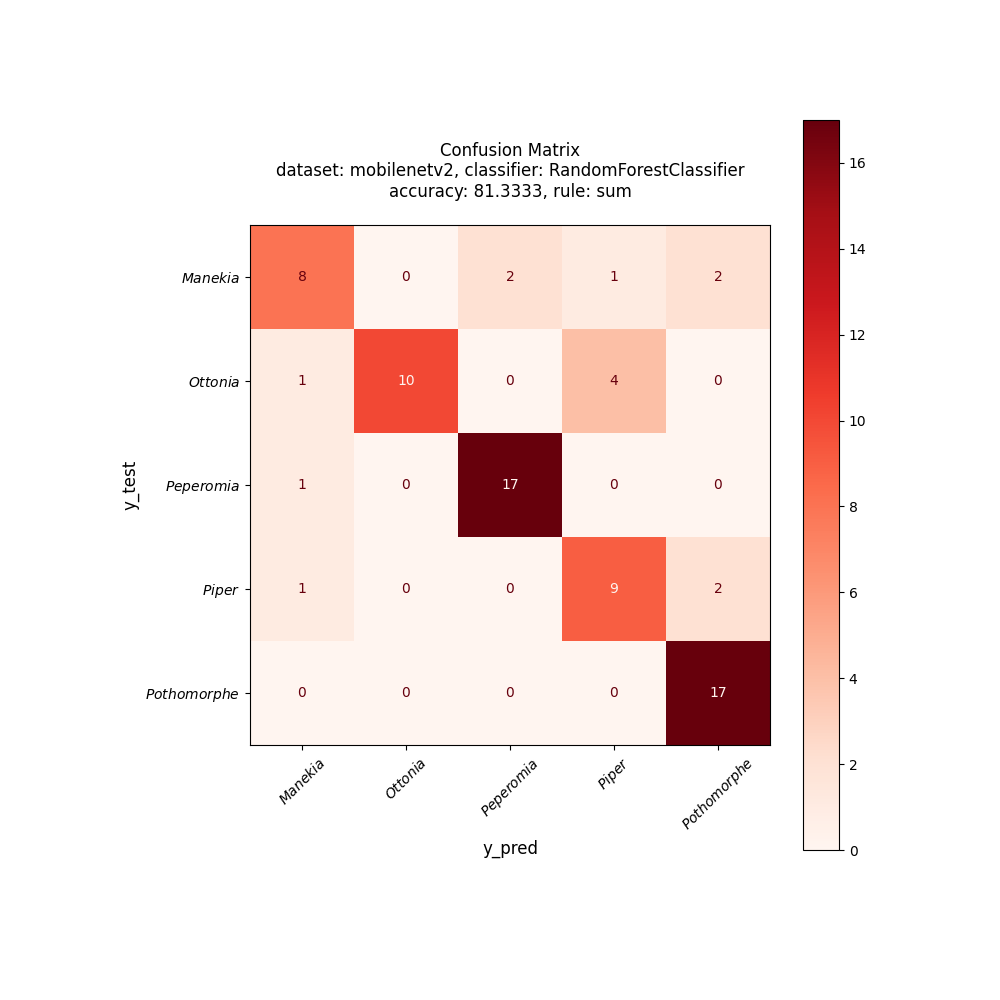 Confusion Matrix
dataset: mobilenetv2, classifier: RandomForestClassifier
accuracy: 81.3333, rule: sum
Manekia 8 0 2 1 2
Ottonia 1 10 0 4 0
Peperomia 1 0 17 0 0
Piper 1 0 0 9 2
Pothomorphe 0 0 0 0 17
y_test
Manekia Ottonia Peperomia Piper Pothomorphe
y_pred
16
14
12
10
8
6
4
2
0